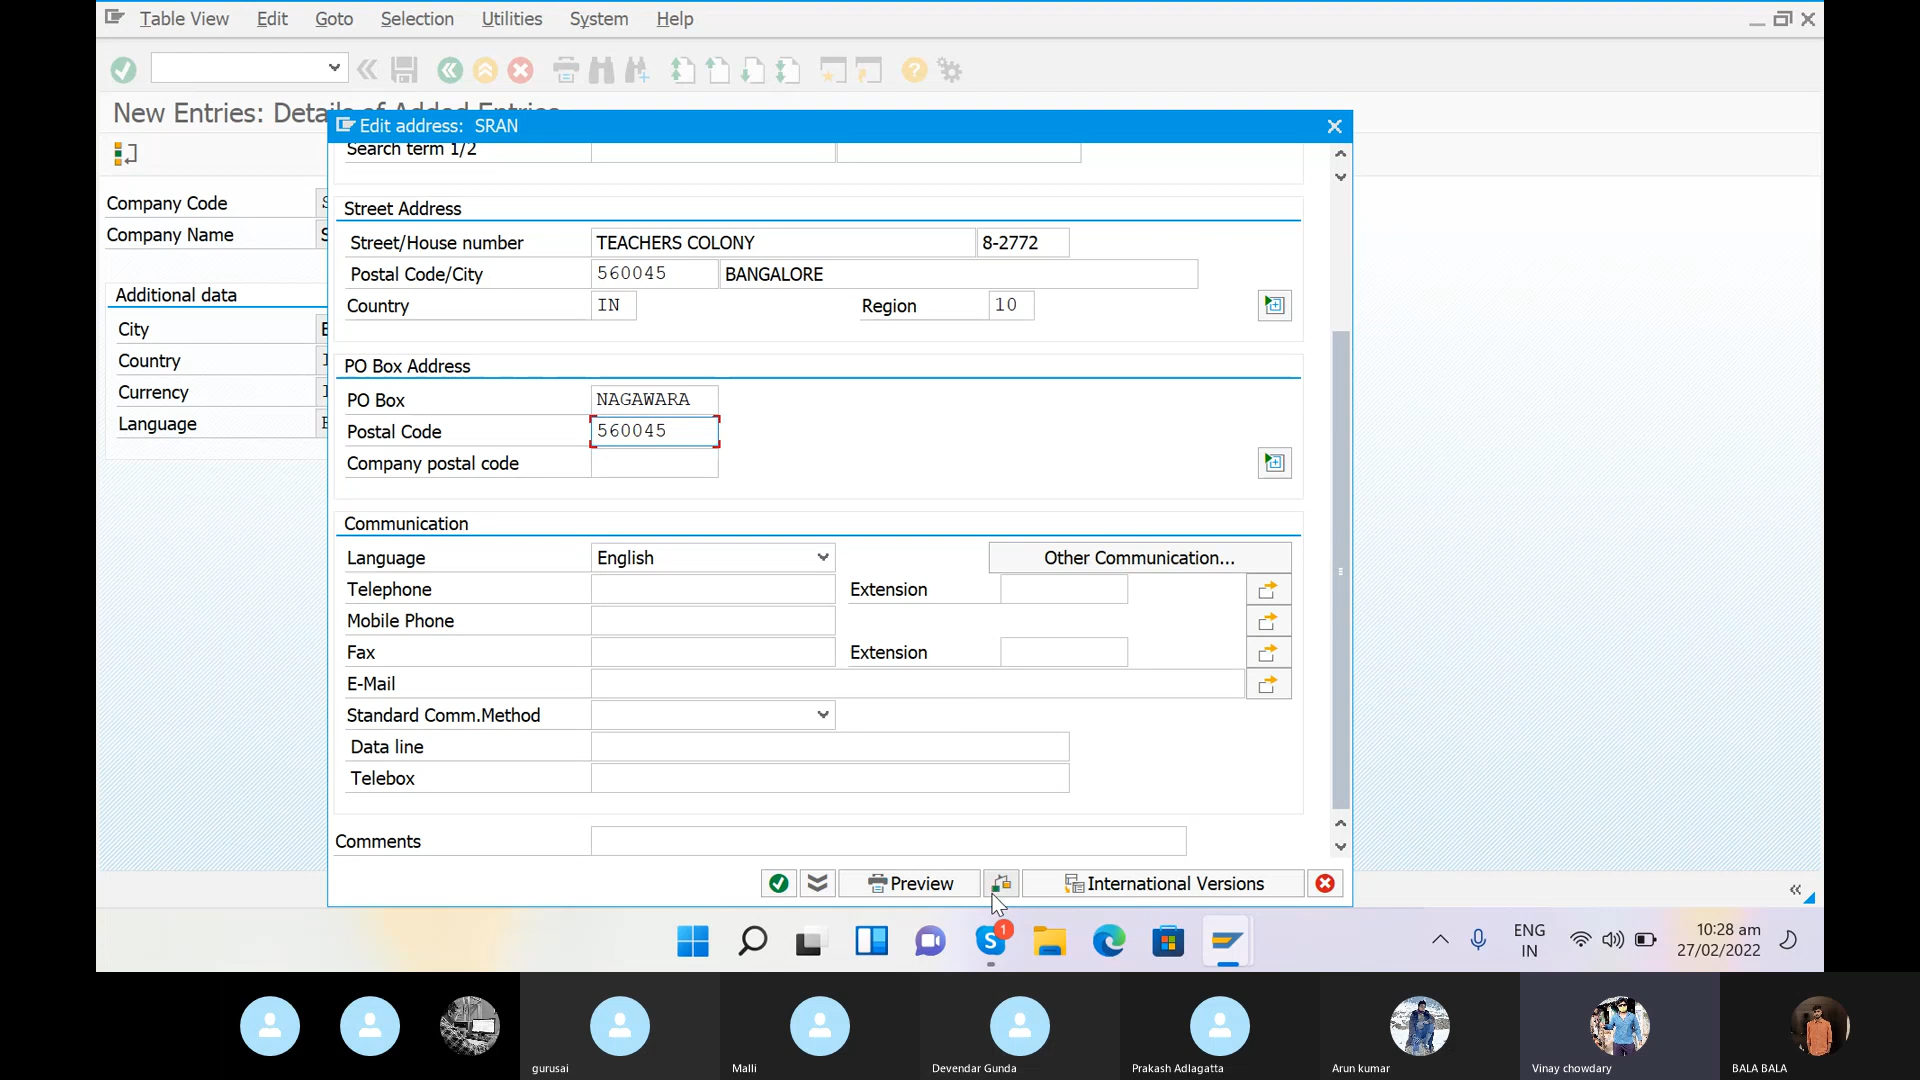 Table View Edit Goto Selection Utilities System Help
New Entries: Details of Added Entries
Edit address: SRAN
Search term 1/2
Company Code S
Company Name S
Street Address
Street/House number TEACHERS COLONY 8-2772
Postal Code/City 560045 BANGALORE
Country IN Region 10
Additional data
City
Country
Currency
Language
PO Box Address
PO Box NAGAWARA
Postal Code 560045
Company postal code
Communication
Language English Other Communication...
Telephone Extension
Mobile Phone
Fax Extension
E-Mail
Standard Comm.Method
Data line
Telebox
Comments
Preview International Versions
S 1
ENG
IN
10:28 am
27/02/2022
gurusai Malli Devendar Gunda Prakash Adlagatta Arun kumar Vinay chowdary BALA BALA